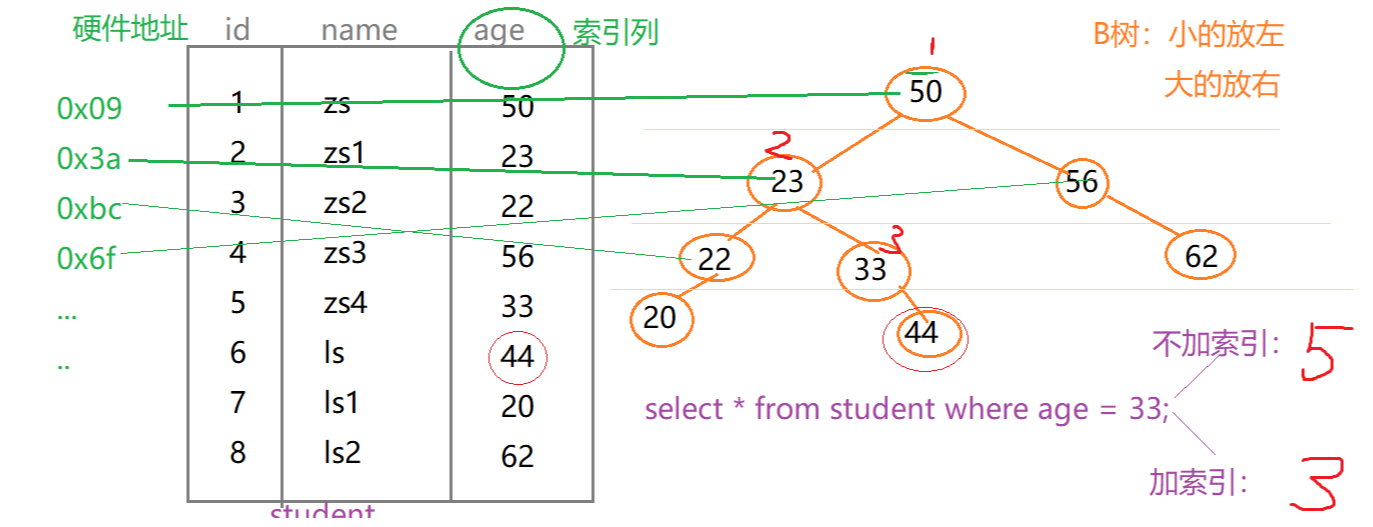 硬件地址 id name age 索引列
0x09 1 zs 50
0x3a 2 zs1 23
0xbc 3 zs2 22
0x6f 4 zs3 56
... 5 zs4 33
.. 6 ls 44
7 ls1 20
8 ls2 62
student
B树：小的放左
大的放右
1
50
2
23 56
3
22 33 62
20 44
不加索引： 5
select * from student where age = 33;
加索引： 3